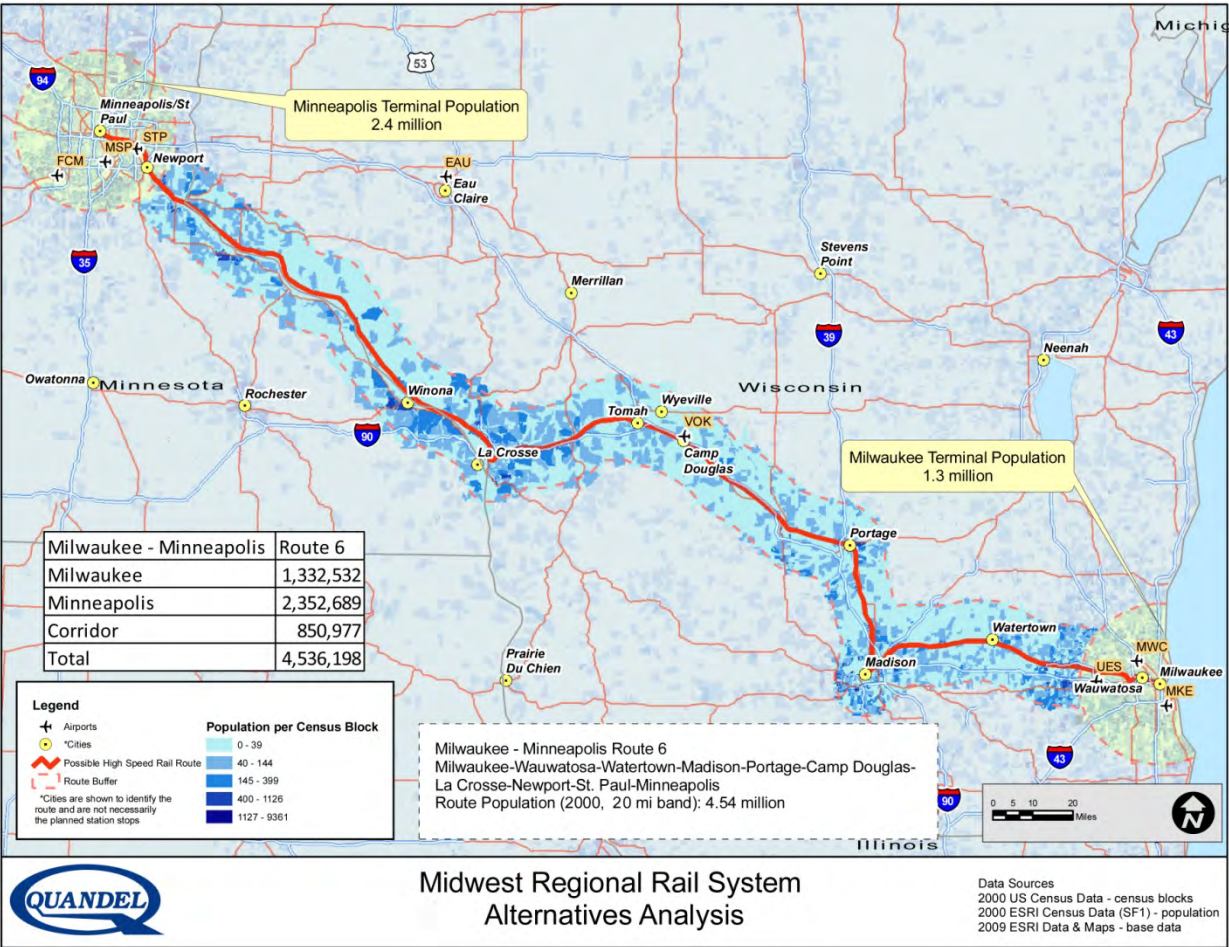 Michig
94
53
Minneapolis/St
Paul
Minneapolis Terminal Population
2.4 million
STP
MSP
FCM
Newport
EAU
Eau
Claire
35
Stevens
Point
Merrillan
39
43
Neenah
Owatonna
Minnesota
Rochester
Winona
Wisconsin
Tomah
Wyeville
VOK
90
La Crosse
Camp
Douglas
Milwaukee Terminal Population
1.3 million
Portage
Milwaukee - Minneapolis Route 6
Milwaukee 1,332,532
Minneapolis 2,352,689
Corridor 850,977
Total 4,536,198
Watertown
Prairie
Du Chien
Madison
MWC
UES
Milwaukee
Wauwatosa
MKE
Legend
Airports
*Cities
Possible High Speed Rail Route
Route Buffer
*Cities are shown to identify the
route and are not necessarily
the planned station stops
Population per Census Block
0 - 39
40 - 144
145 - 399
400 - 1126
1127 - 9361
Milwaukee - Minneapolis Route 6
Milwaukee-Wauwatosa-Watertown-Madison-Portage-Camp Douglas-
La Crosse-Newport-St. Paul-Minneapolis
Route Population (2000, 20 mi band): 4.54 million
43
90
0 5 10 20
Miles
N
Illinois
QUANDEL
Midwest Regional Rail System
Alternatives Analysis
Data Sources
2000 US Census Data - census blocks
2000 ESRI Census Data (SF1) - population
2009 ESRI Data & Maps - base data